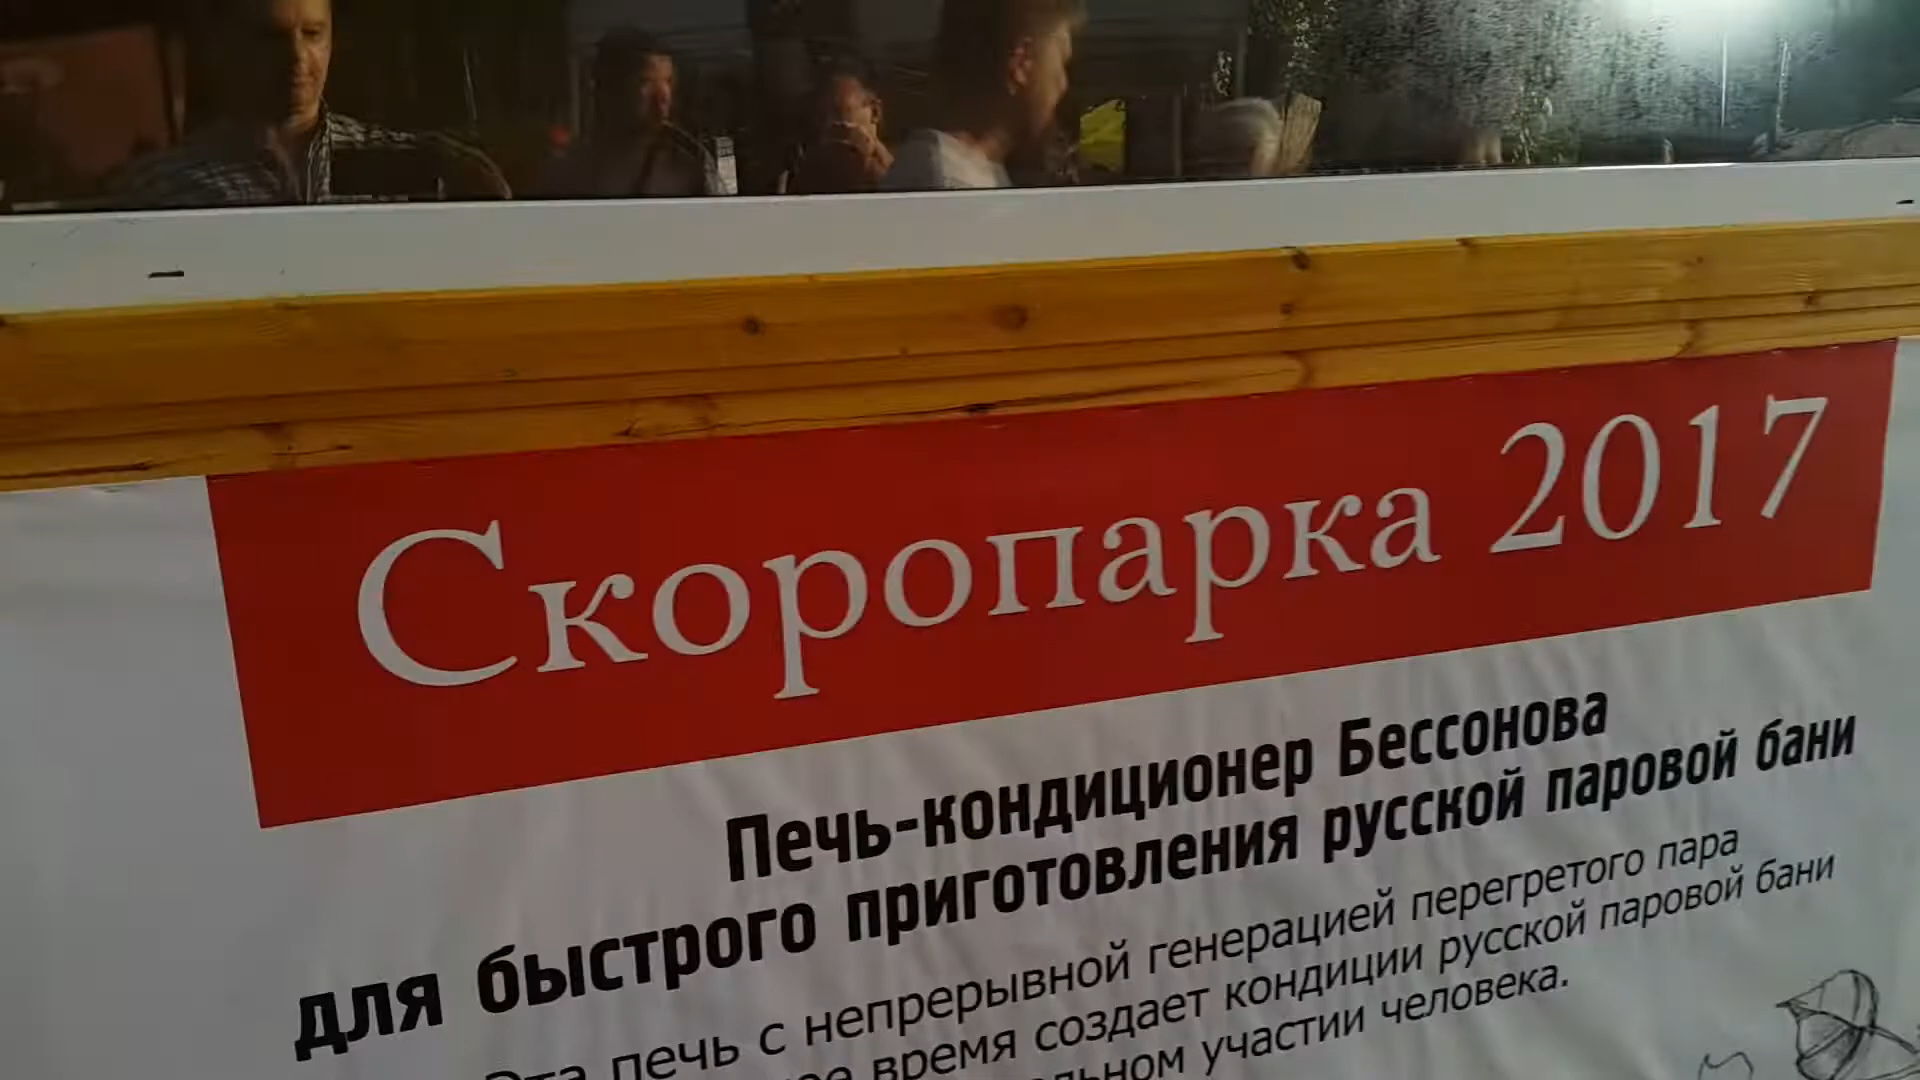 Скоропарка 2017
Печь-кондиционер Бессонова
для быстрого приготовления русской паровой бани
Эта печь с непрерывной генерацией перегретого пара
время создает кондиции русской паровой бани
участии человека.